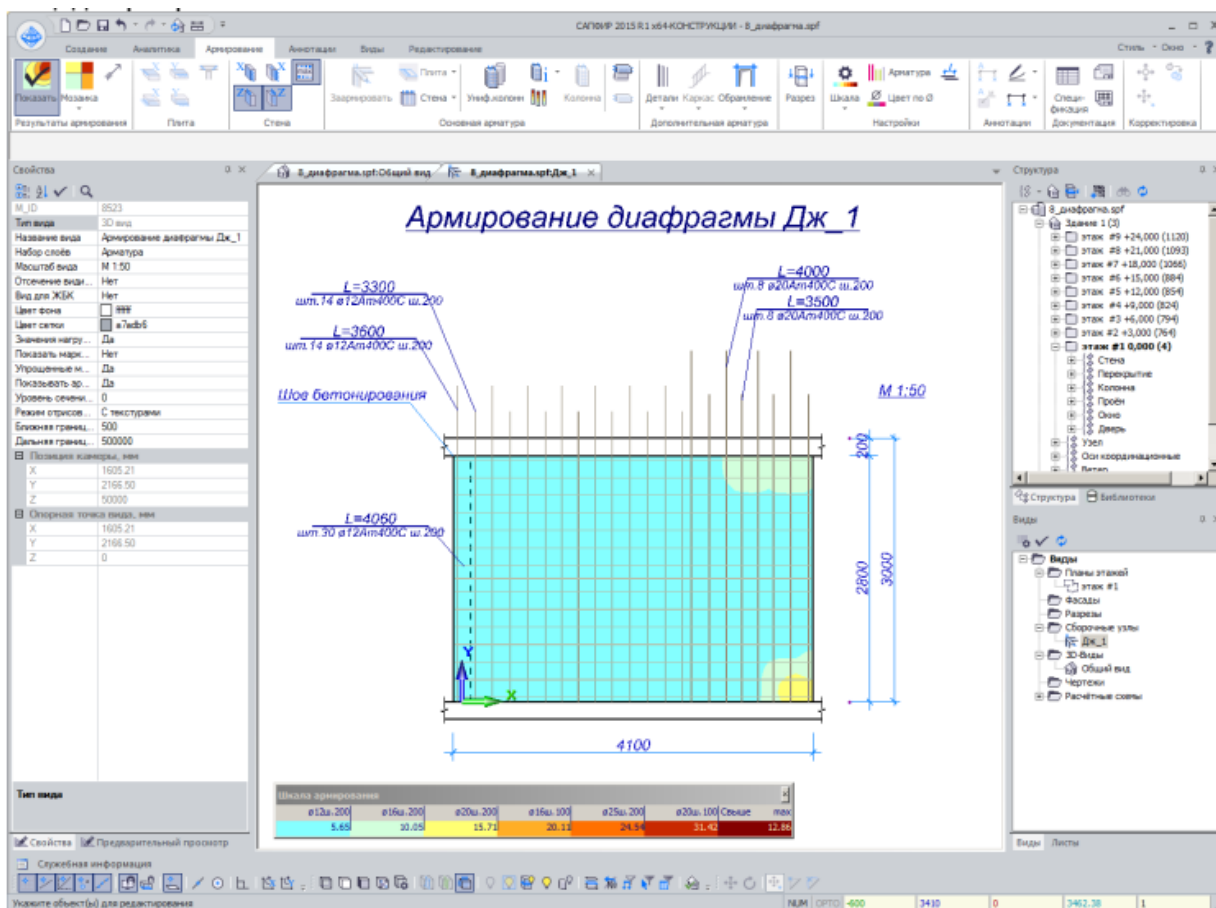 САПФИР 2015 R1 x64-КОНСТРУКЦИИ - 8_диафрагма.spf
Создание Аналитика Армирование Аннотации Виды Редактирование Стиль Окно ?
Показать Мозаика Заармировать Плита Стена Униф.колонн Колонна Детали Каркас Обрамление Разрез Шкала Арматура Цвет по Ø Специ-
фикация
Результаты армирования Плита Стена Основная арматура Дополнительная арматура Настройки Аннотации Документация Корректировка
Свойства
M_ID 8523
Тип вида 3D вид
Название вида Армирование диафрагмы Дж_1
Набор слоёв Арматура
Масштаб вида М 1:50
Отсечение види... Нет
Вид для ЖБК Нет
Цвет фона ffffff
Цвет сетки a7adb5
Значения нагру... Да
Показать марк... Нет
Упрощенные м... Да
Показывать ар... Да
Уровень сечени... 0
Режим отрисов... С текстурами
Ближняя границ... 500
Дальняя границ... 500000
Позиция камеры, мм
X 1605.21
Y 2166.50
Z 50000
Опорная точка вида, мм
X 1605.21
Y 2166.50
Z 0
Тип вида
Свойства Предварительный просмотр
8_диафрагма.spf:Общий вид 8_диафрагма.spf:Дж_1
Армирование диафрагмы Дж_1
L=3300
шт.14 ø12Ат400С ш.200
L=3600
шт.14 ø12Ат400С ш.200
L=4000
шт.8 ø20Ат400С ш.200
L=3500
шт.8 ø20Ат400С ш.200
Шов бетонирования
М 1:50
L=4060
шт.30 ø12Ат400С ш.200
200
2800
3000
4100
Y
X
Шкала армирования
ø12ш.200 ø16ш.200 ø20ш.200 ø16ш.100 ø25ш.200 ø20ш.100 Свыше max
5.65 10.05 15.71 20.11 24.54 31.42 12.86
Структура
8_диафрагма.spf
Здание 1 (3)
этаж #9 +24,000 (1120)
этаж #8 +21,000 (1093)
этаж #7 +18,000 (1066)
этаж #6 +15,000 (884)
этаж #5 +12,000 (854)
этаж #4 +9,000 (824)
этаж #3 +6,000 (794)
этаж #2 +3,000 (764)
этаж #1 0,000 (4)
Стена
Перекрытие
Колонна
Проём
Окно
Дверь
Узел
Оси координационные
Ветер
Структура Библиотеки
Виды
Виды
Планы этажей
этаж #1
Фасады
Разрезы
Сборочные узлы
Дж_1
3D-Виды
Общий вид
Чертежи
Расчётные схемы
Виды Листы
Служебная информация
Укажите объект(ы) для редактирования NUM ОРТО -600 3410 0 3462.38 1